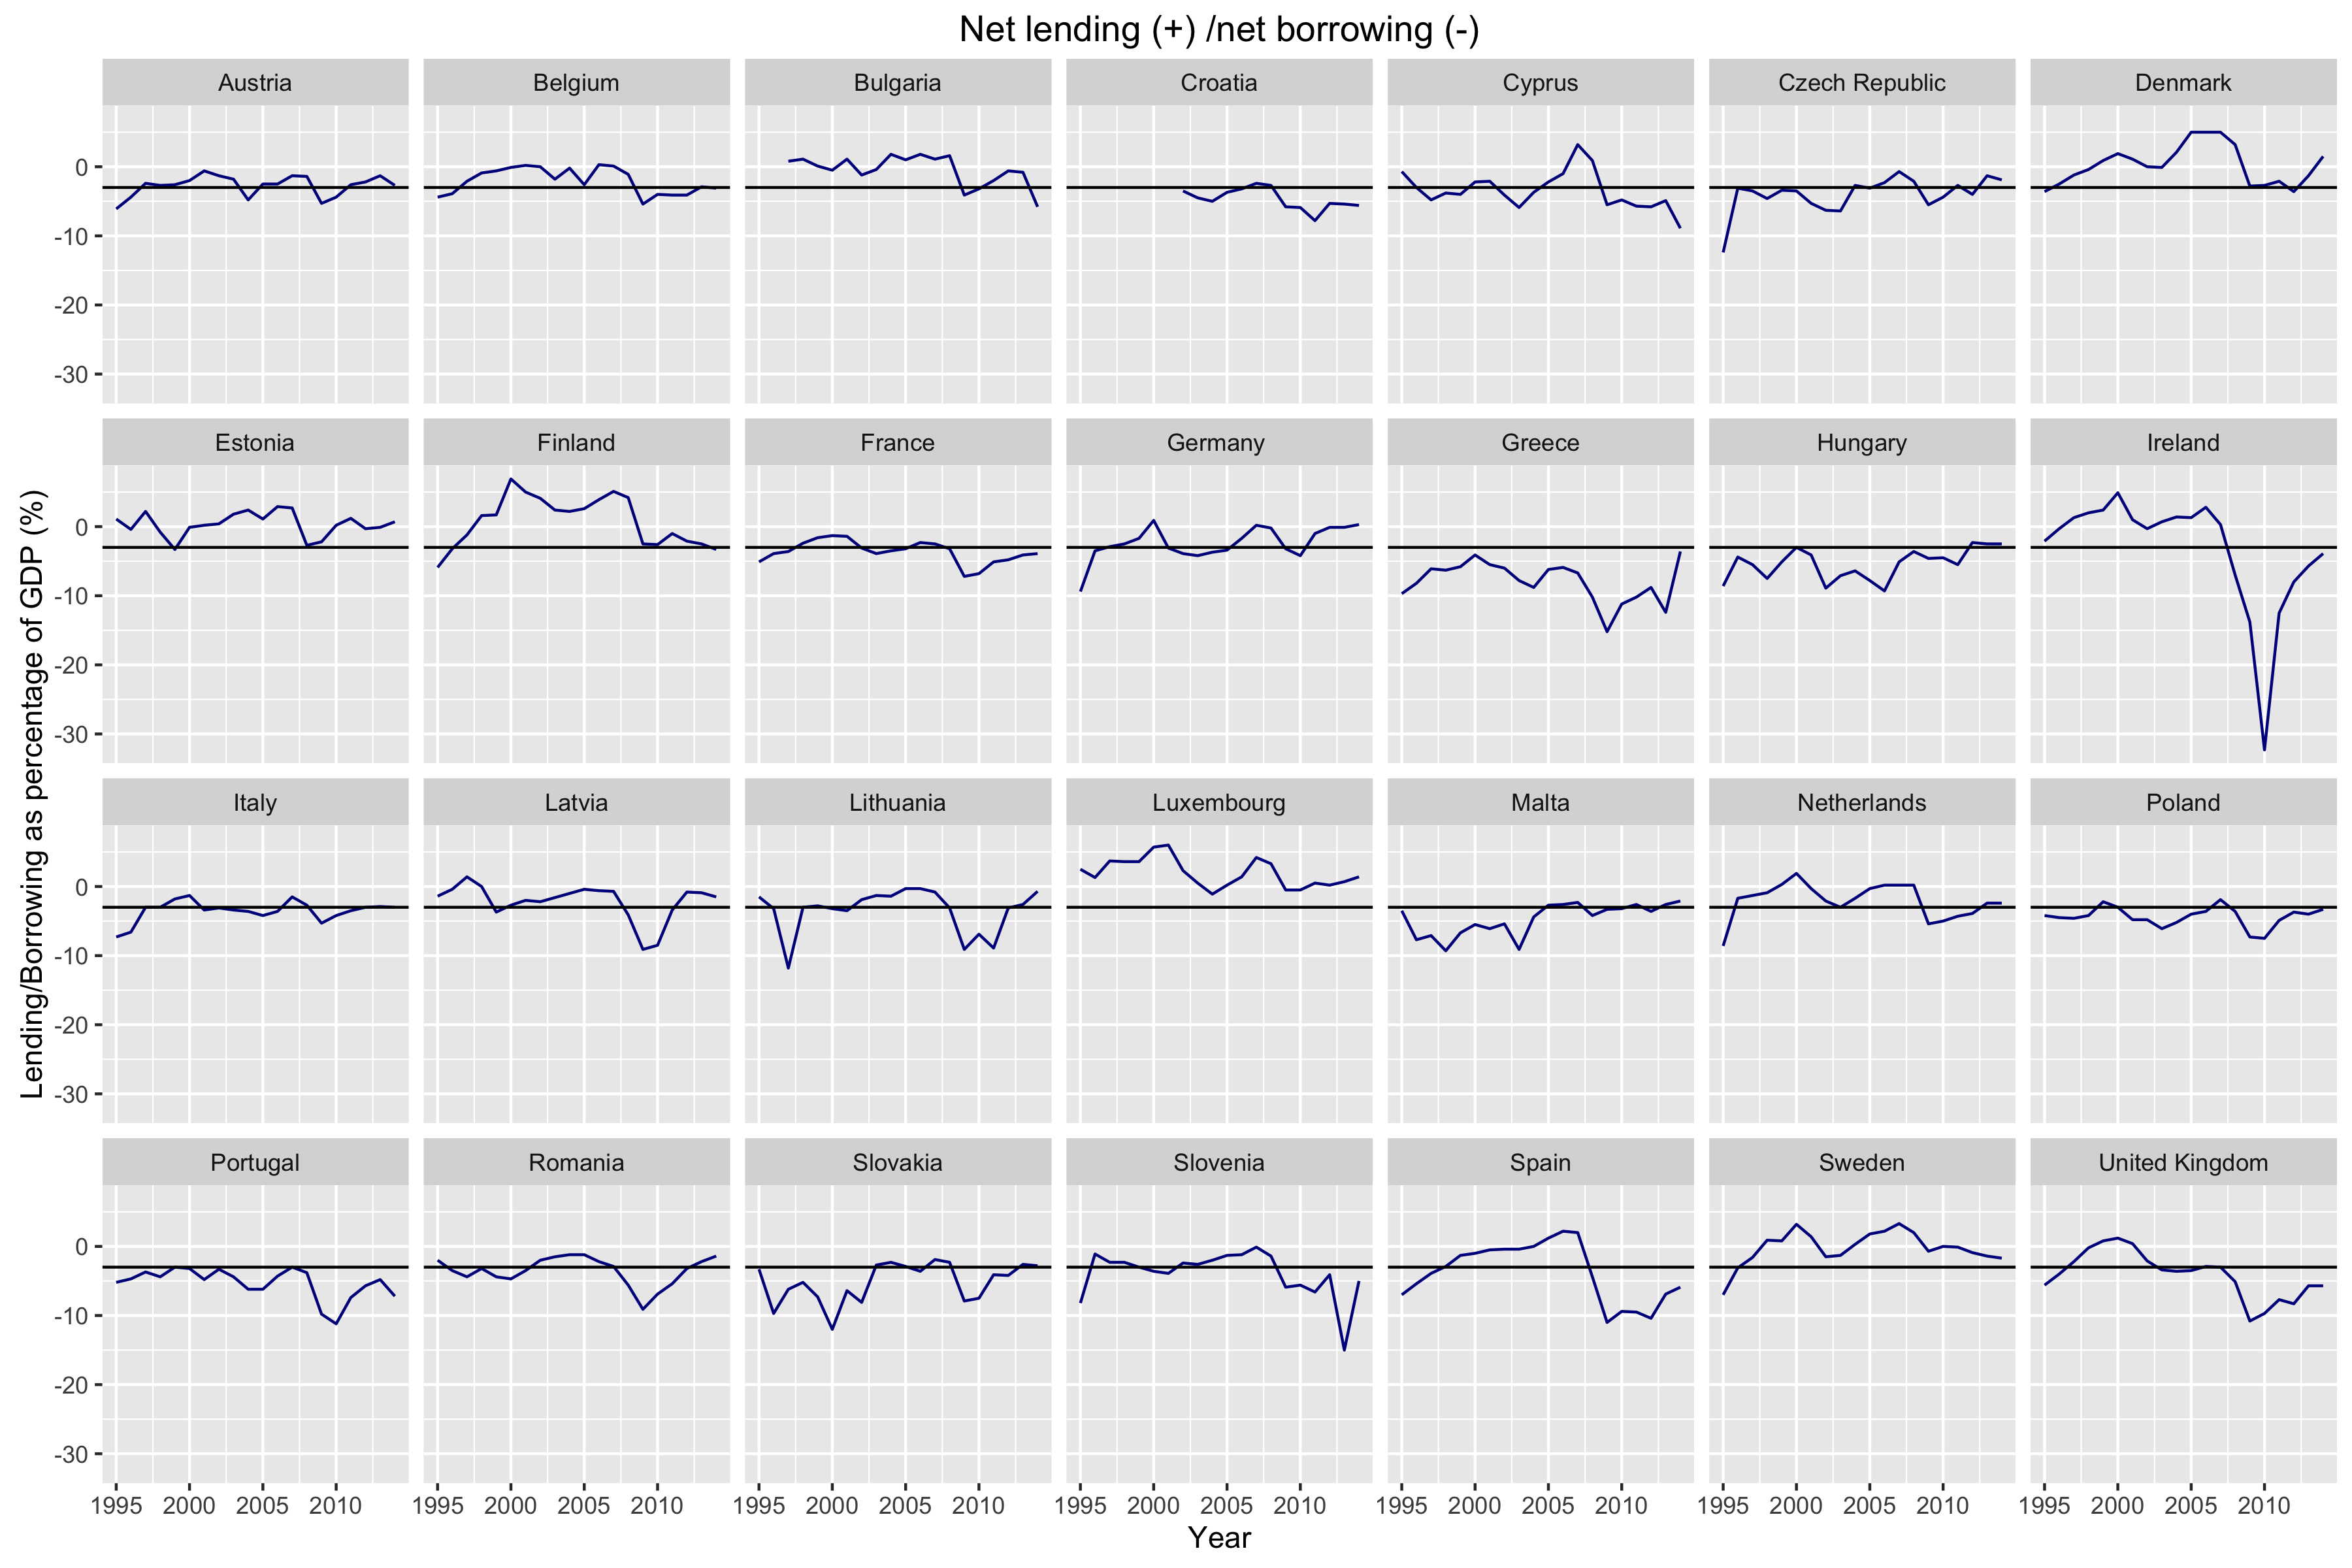 Net lending (+) /net borrowing (-)
Austria Belgium Bulgaria Croatia Cyprus Czech Republic Denmark
0
-10
-20
-30
Estonia Finland France Germany Greece Hungary Ireland
0
-10
-20
-30
Lending/Borrowing as percentage of GDP (%)
Italy Latvia Lithuania Luxembourg Malta Netherlands Poland
0
-10
-20
-30
Portugal Romania Slovakia Slovenia Spain Sweden United Kingdom
0
-10
-20
-30
1995 2000 2005 2010 1995 2000 2005 2010 1995 2000 2005 2010 1995 2000 2005 2010 1995 2000 2005 2010 1995 2000 2005 2010 1995 2000 2005 2010
Year